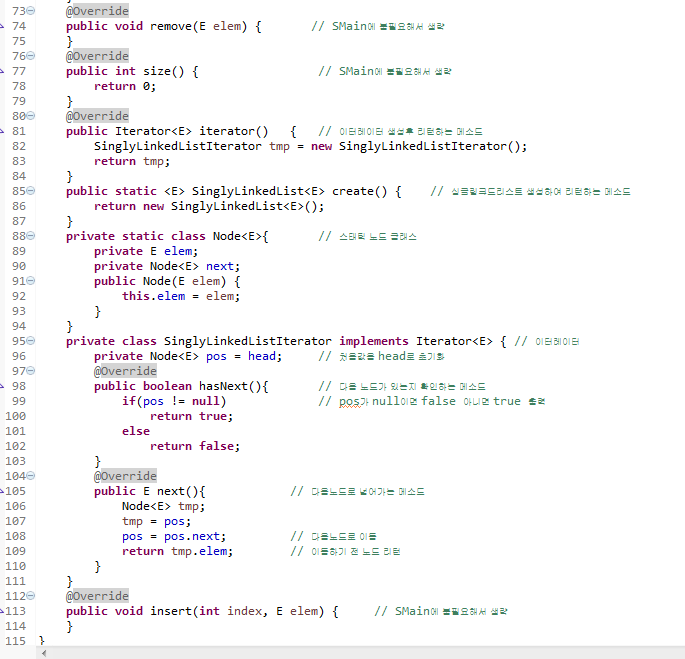 73 @Override
74 public void remove(E elem) { // SMain에 불필요해서 생략
75 }
76 @Override
77 public int size() { // SMain에 불필요해서 생략
78 return 0;
79 }
80 @Override
81 public Iterator<E> iterator() { // 이터레이터 생성후 리턴하는 메소드
82 SinglyLinkedListIterator tmp = new SinglyLinkedListIterator();
83 return tmp;
84 }
85 public static <E> SinglyLinkedList<E> create() { // 싱글링크드리스트 생성하여 리턴하는 메소드
86 return new SinglyLinkedList<E>();
87 }
88 private static class Node<E>{ // 스태틱 노드 클래스
89 private E elem;
90 private Node<E> next;
91 public Node(E elem) {
92 this.elem = elem;
93 }
94 }
95 private class SinglyLinkedListIterator implements Iterator<E> { // 이터레이터
96 private Node<E> pos = head; // 처음값을 head로 초기화
97 @Override
98 public boolean hasNext(){ // 다음 노드가 있는지 확인하는 메소드
99 if(pos != null) // pos가 null이면 false 아니면 true 출력
100 return true;
101 else
102 return false;
103 }
104 @Override
105 public E next(){ // 다음노드로 넘어가는 메소드
106 Node<E> tmp;
107 tmp = pos;
108 pos = pos.next; // 다음노드로 이동
109 return tmp.elem; // 이동하기 전 노드 리턴
110 }
111 }
112 @Override
113 public void insert(int index, E elem) { // SMain에 불필요해서 생략
114 }
115 }